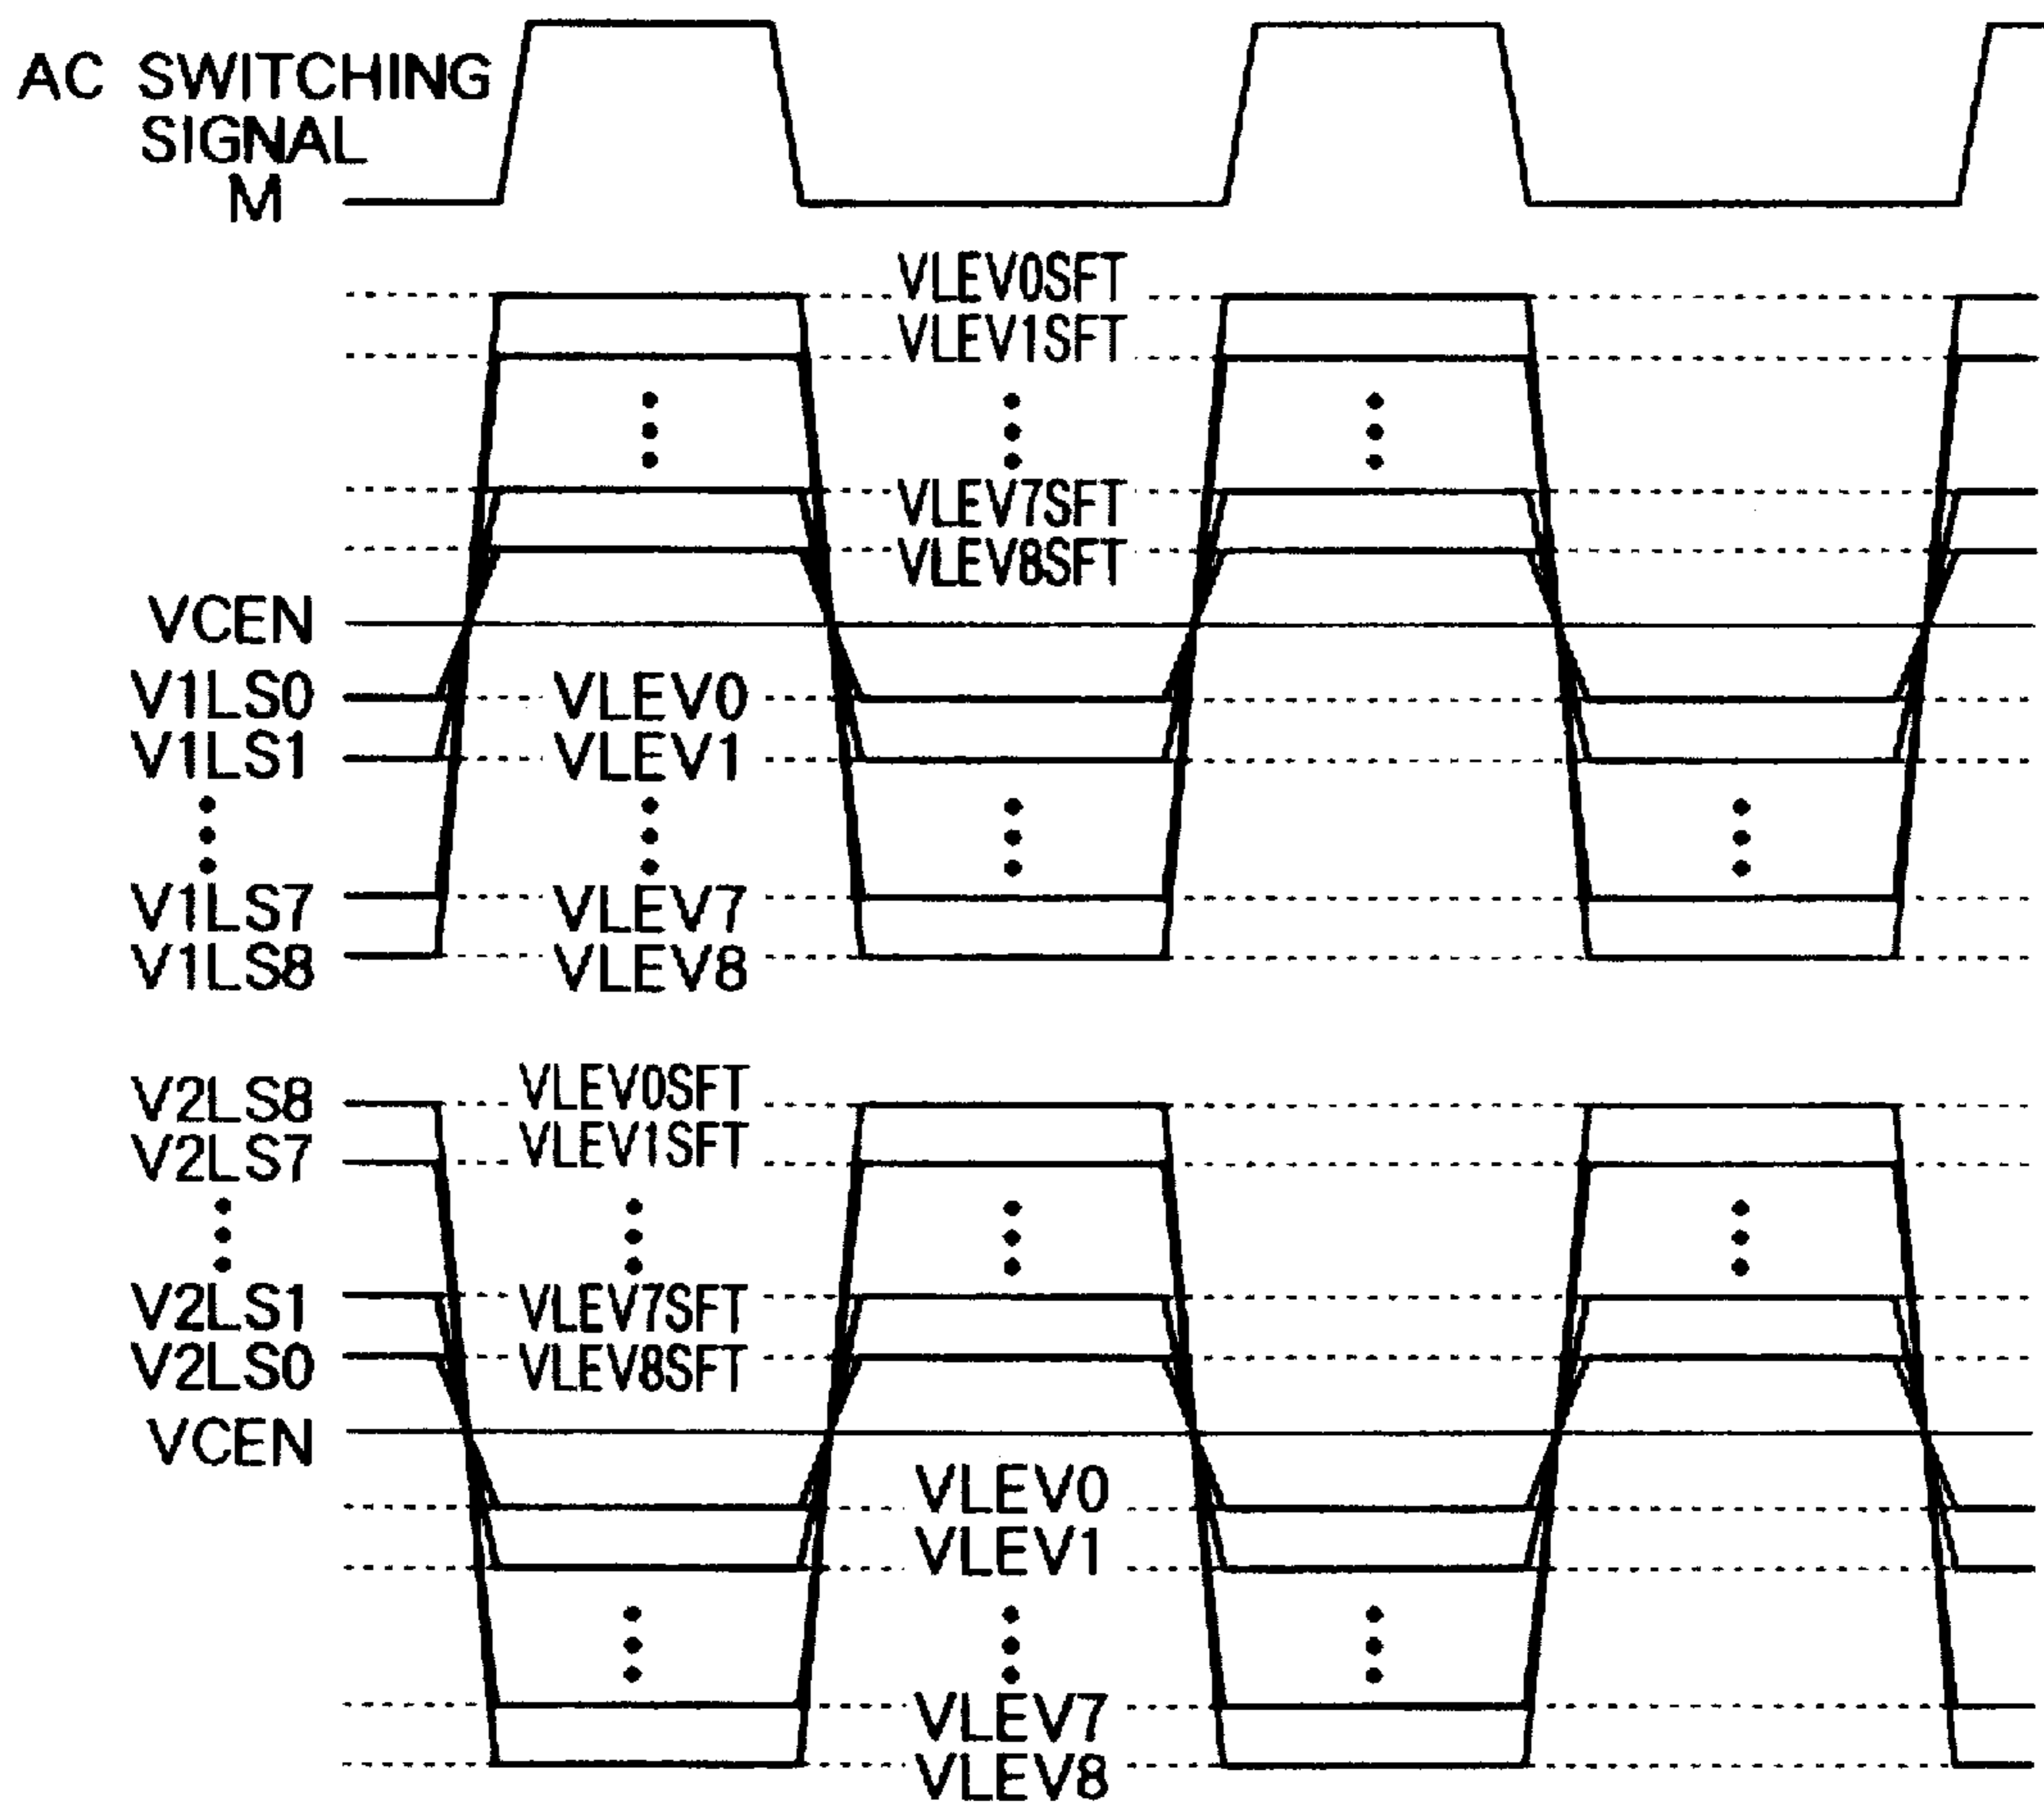 AC SWITCHING
SIGNAL
M
VLEV0SFT
VLEV1SFT
VLEV7SFT
VLEV8SFT
VCEN
V1LS0 VLEV0
V1LS1 VLEV1
V1LS7 VLEV7
V1LS8 VLEV8
V2LS8 VLEV0SFT
V2LS7 VLEV1SFT
V2LS1 VLEV7SFT
V2LS0 VLEV8SFT
VCEN
VLEV0
VLEV1
VLEV7
VLEV8